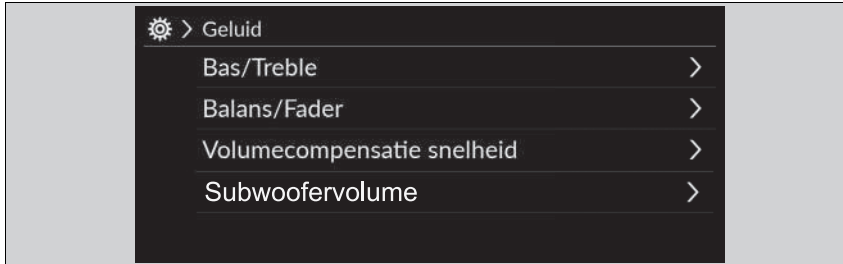 Geluid
Bas/Treble
Balans/Fader
Volumecompensatie snelheid
Subwoofervolume